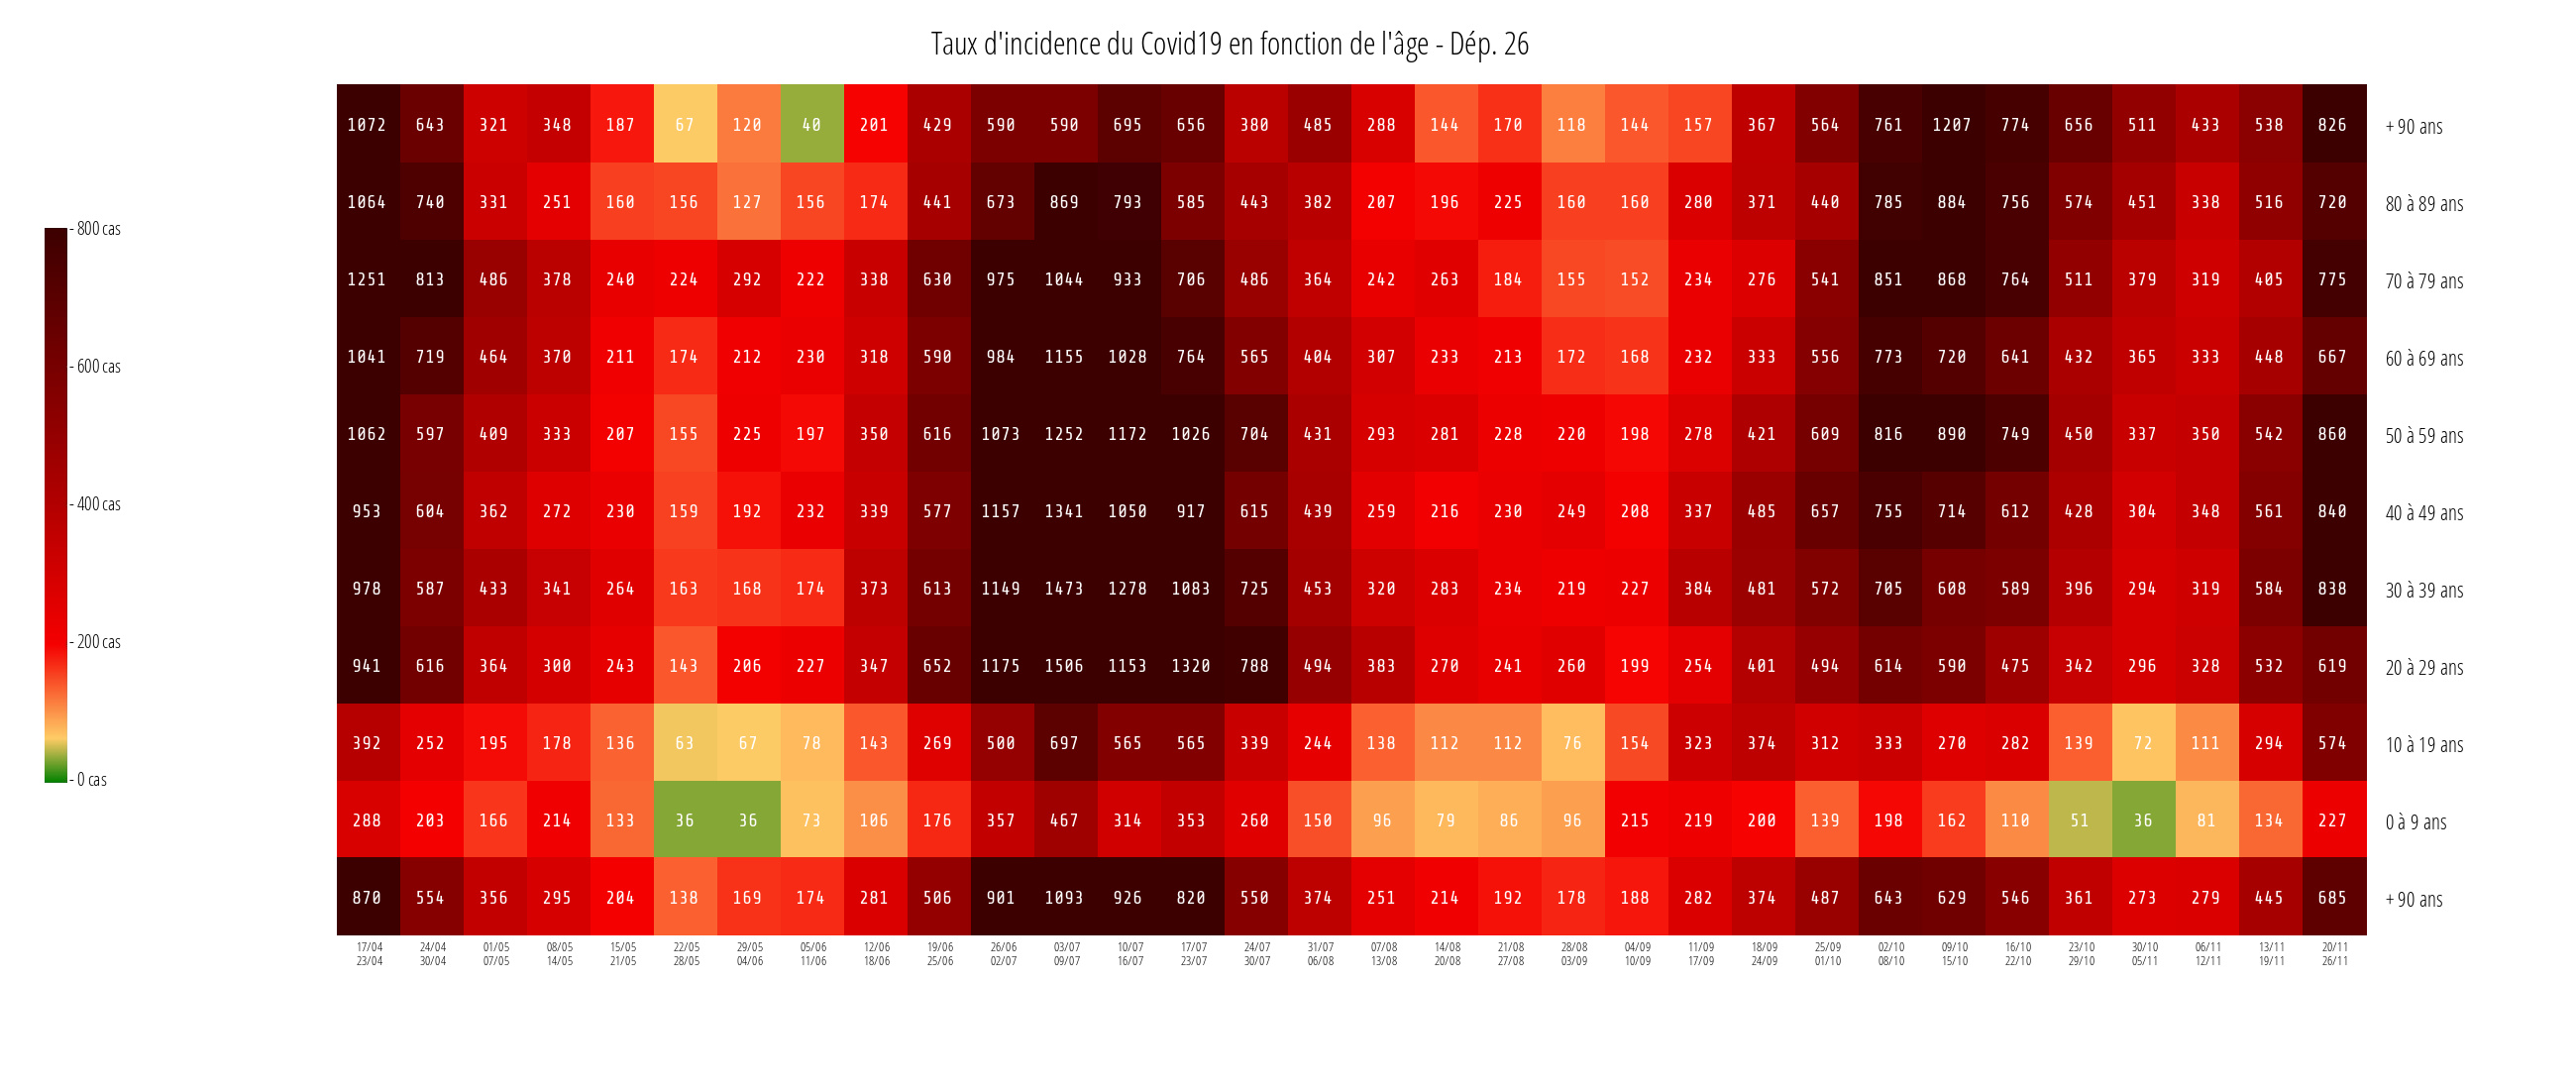 Taux d'incidence du Covid19 en fonction de l'âge - Dép. 26
- 800 cas
- 600 cas
- 400 cas
- 200 cas
- 0 cas
1072 643 321 348 187 67 120 40 201 429 590 590 695 656 380 485 288 144 170 118 144 157 367 564 761 1207 774 656 511 433 538 826 + 90 ans
1064 740 331 251 160 156 127 156 174 441 673 869 793 585 443 382 207 196 225 160 160 280 371 440 785 884 756 574 451 338 516 720 80 à 89 ans
1251 813 486 378 240 224 292 222 338 630 975 1044 933 706 486 364 242 263 184 155 152 234 276 541 851 868 764 511 379 319 405 775 70 à 79 ans
1041 719 464 370 211 174 212 230 318 590 984 1155 1028 764 565 404 307 233 213 172 168 232 333 556 773 720 641 432 365 333 448 667 60 à 69 ans
1062 597 409 333 207 155 225 197 350 616 1073 1252 1172 1026 704 431 293 281 228 220 198 278 421 609 816 890 749 450 337 350 542 860 50 à 59 ans
953 604 362 272 230 159 192 232 339 577 1157 1341 1050 917 615 439 259 216 230 249 208 337 485 657 755 714 612 428 304 348 561 840 40 à 49 ans
978 587 433 341 264 163 168 174 373 613 1149 1473 1278 1083 725 453 320 283 234 219 227 384 481 572 705 608 589 396 294 319 584 838 30 à 39 ans
941 616 364 300 243 143 206 227 347 652 1175 1506 1153 1320 788 494 383 270 241 260 199 254 401 494 614 590 475 342 296 328 532 619 20 à 29 ans
392 252 195 178 136 63 67 78 143 269 500 697 565 565 339 244 138 112 112 76 154 323 374 312 333 270 282 139 72 111 294 574 10 à 19 ans
288 203 166 214 133 36 36 73 106 176 357 467 314 353 260 150 96 79 86 96 215 219 200 139 198 162 110 51 36 81 134 227 0 à 9 ans
870 554 356 295 204 138 169 174 281 506 901 1093 926 820 550 374 251 214 192 178 188 282 374 487 643 629 546 361 273 279 445 685 + 90 ans
17/04 24/04 01/05 08/05 15/05 22/05 29/05 05/06 12/06 19/06 26/06 03/07 10/07 17/07 24/07 31/07 07/08 14/08 21/08 28/08 04/09 11/09 18/09 25/09 02/10 09/10 16/10 23/10 30/10 06/11 13/11 20/11
23/04 30/04 07/05 14/05 21/05 28/05 04/06 11/06 18/06 25/06 02/07 09/07 16/07 23/07 30/07 06/08 13/08 20/08 27/08 03/09 10/09 17/09 24/09 01/10 08/10 15/10 22/10 29/10 05/11 12/11 19/11 26/11